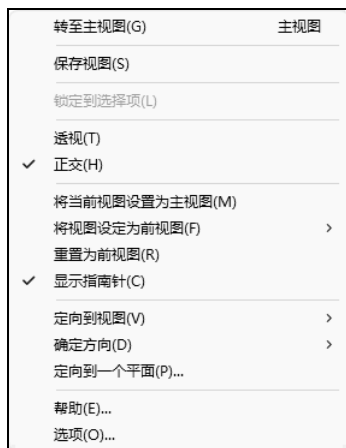 转至主视图(G) 主视图
保存视图(S)
锁定到选择项(L)
透视(T)
正交(H)
将当前视图设置为主视图(M)
将视图设定为前视图(F)
重置为前视图(R)
显示指南针(C)
定向到视图(V)
确定方向(D)
定向到一个平面(P)...
帮助(E)...
选项(O)...